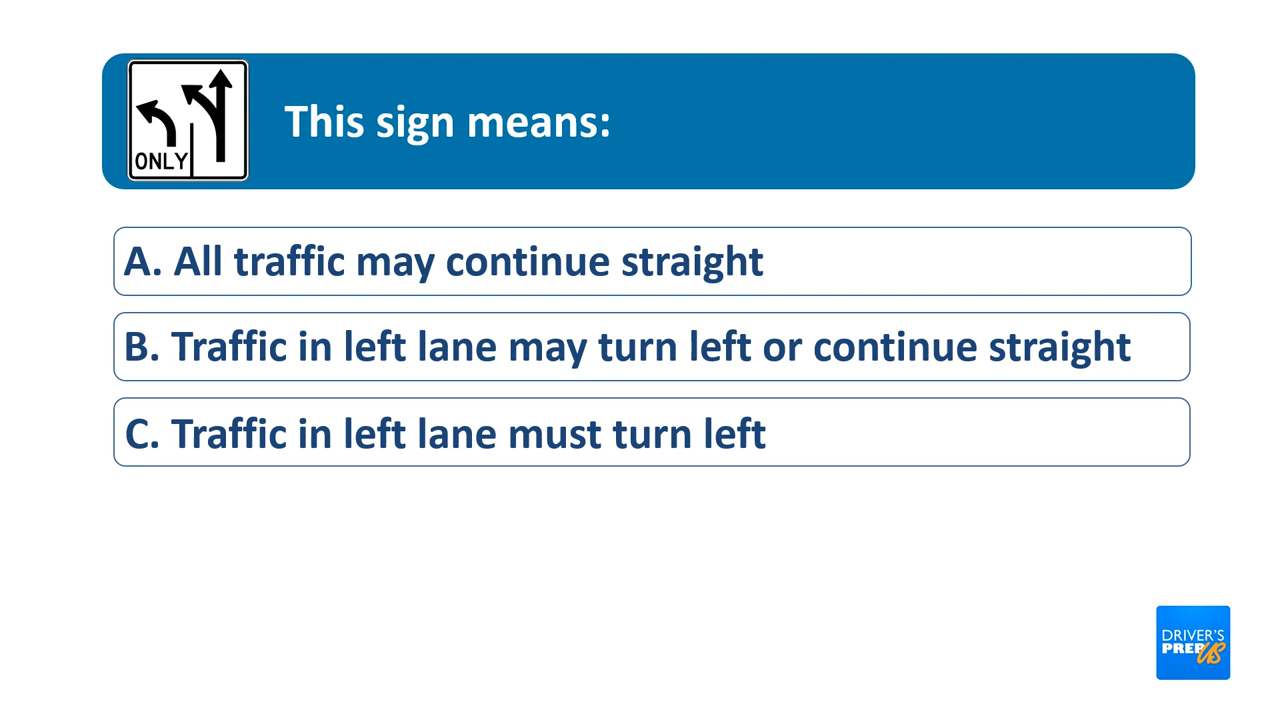 ONLY
This sign means:
A. All traffic may continue straight
B. Traffic in left lane may turn left or continue straight
C. Traffic in left lane must turn left
DRIVER'S
PREP US